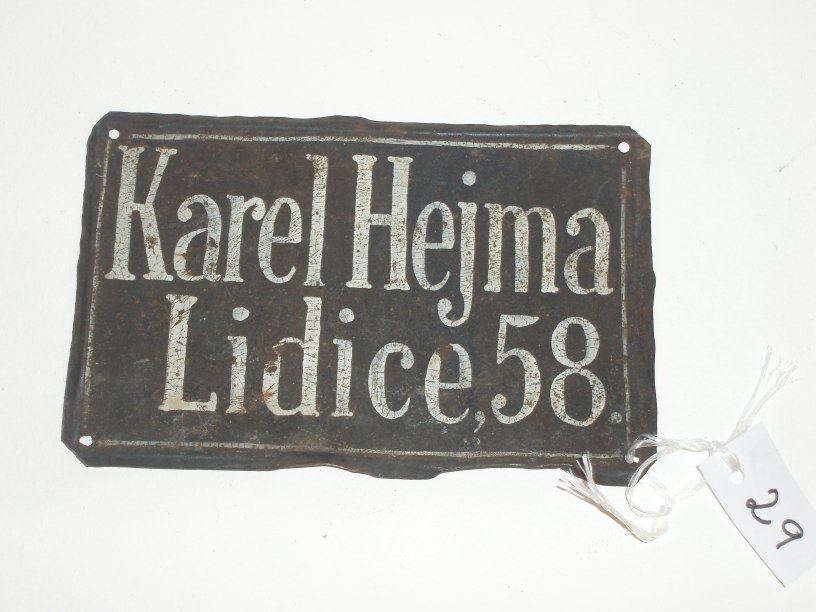 Karel Hejma
Lidice, 58.
29